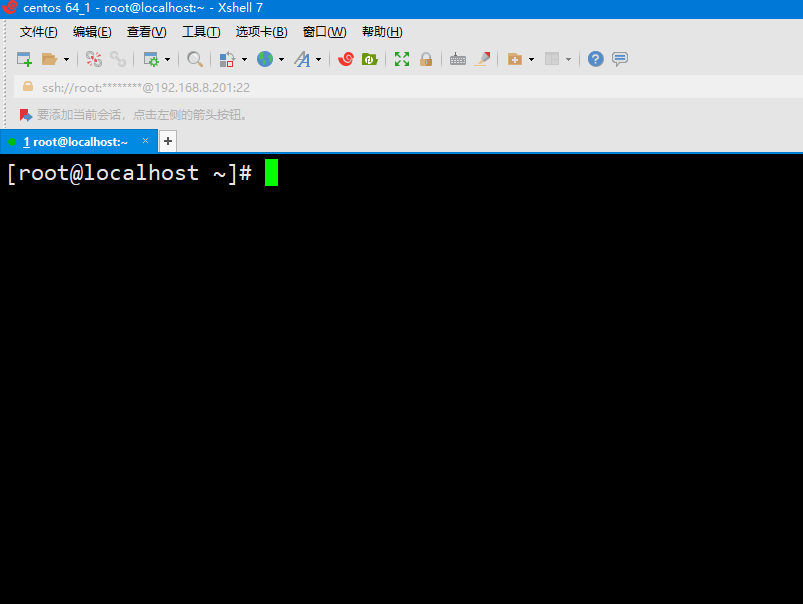 centos 64_1 - root@localhost:~ - Xshell 7
文件(F) 编辑(E) 查看(V) 工具(T) 选项卡(B) 窗口(W) 帮助(H)
ssh://root:********@192.168.8.201:22
要添加当前会话，点击左侧的箭头按钮。
1 root@localhost:~ × +
[root@localhost ~]#